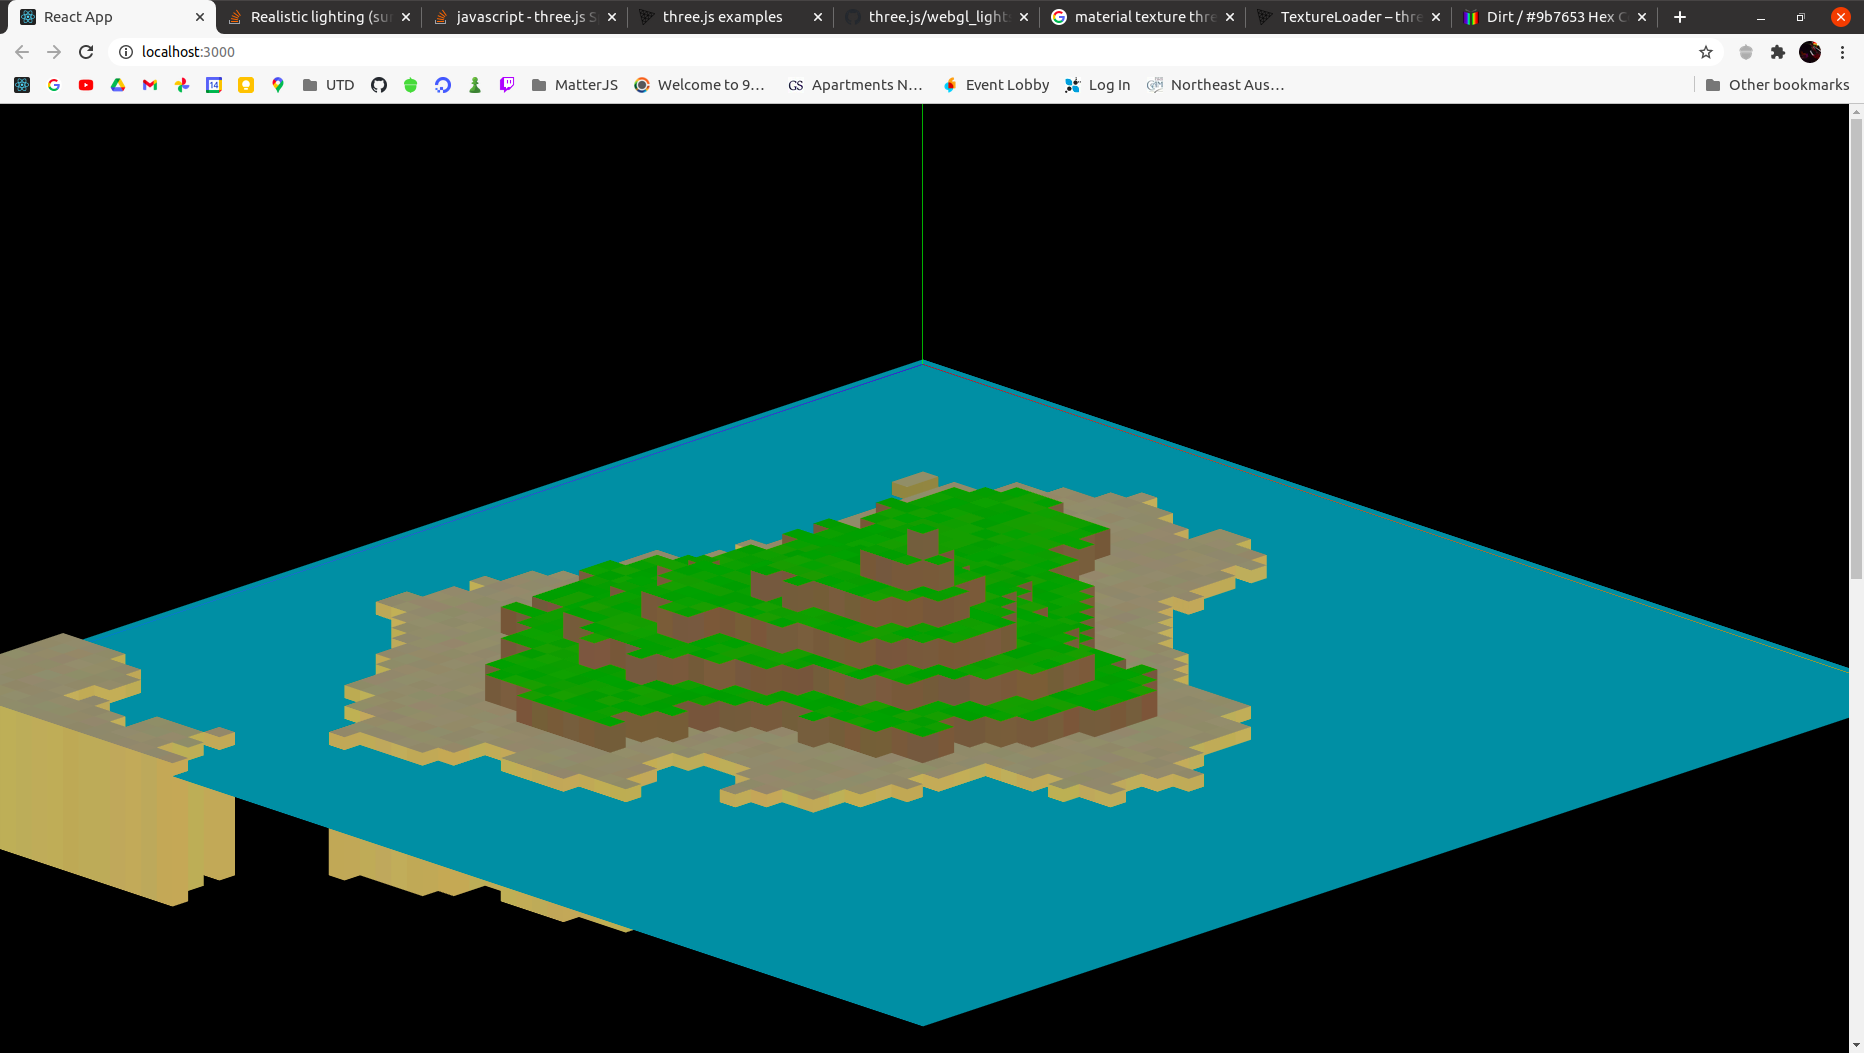 React App
Realistic lighting (su
javascript - three.js S
three.js examples
three.js/webgl_light
material texture thre
TextureLoader – thre
Dirt / #9b7653 Hex C
localhost:3000
14
UTD
MatterJS
Welcome to 9...
GS
Apartments N...
Event Lobby
Log In
Northeast Aus...
Other bookmarks